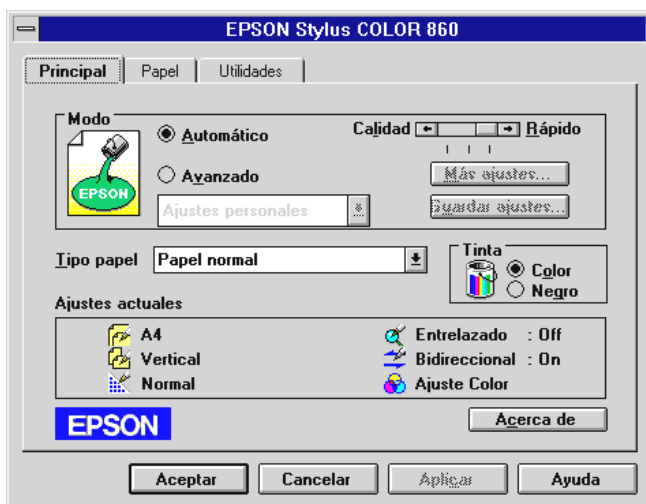 EPSON Stylus COLOR 860
Principal Papel Utilidades
Modo
EPSON
Automático
Avanzado
Ajustes personales
Calidad Rápido
Más ajustes...
Guardar ajustes...
Tipo papel Papel normal
Tinta
Color
Negro
Ajustes actuales
A4
Vertical
Normal
Entrelazado : Off
Bidireccional : On
Ajuste Color
EPSON
Acerca de
Aceptar Cancelar Aplicar Ayuda